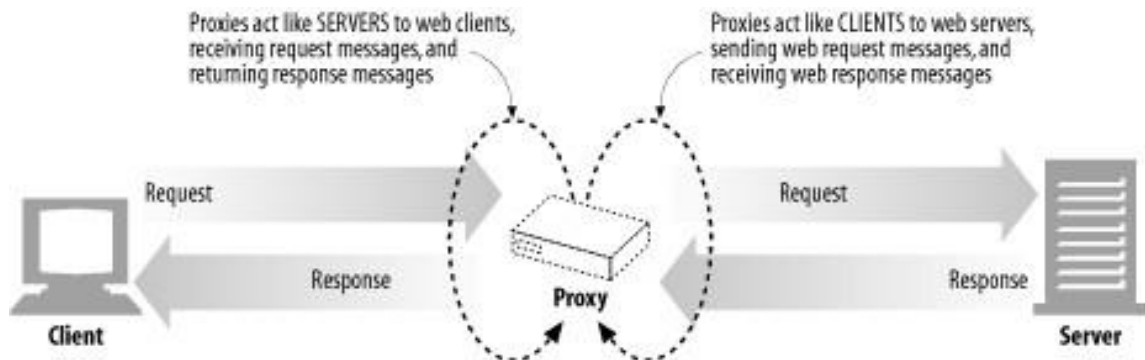 Proxies act like SERVERS to web clients,
receiving request messages, and
returning response messages
Proxies act like CLIENTS to web servers,
sending web request messages, and
receiving web response messages
Request
Request
Response
Response
Proxy
Client
Server